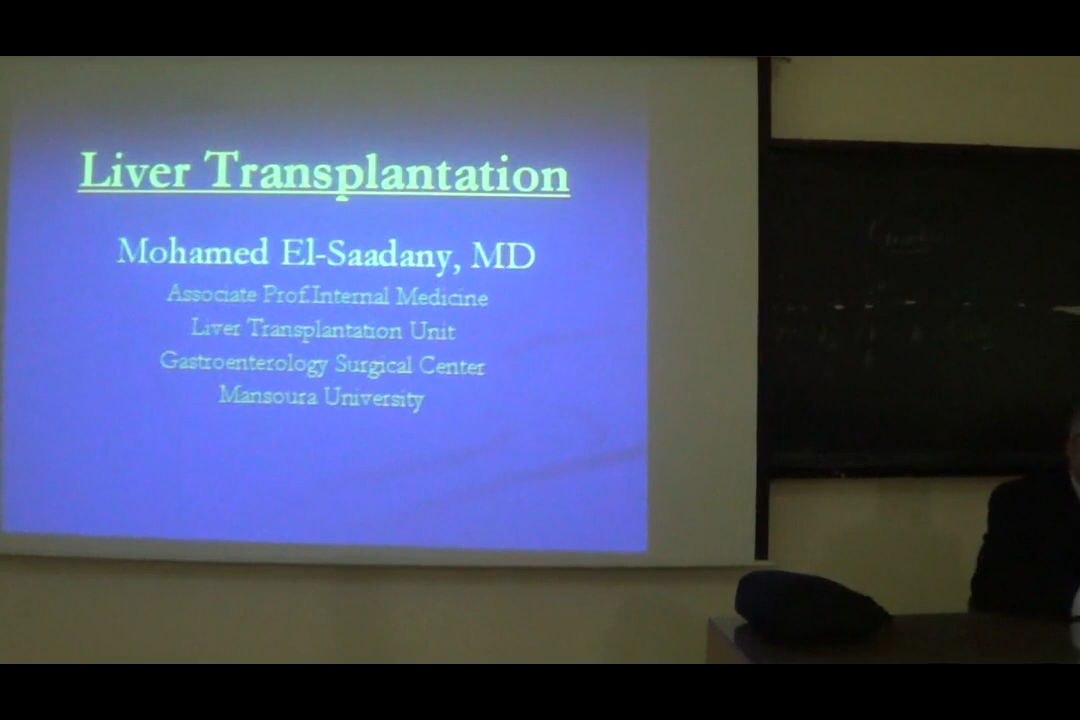 Liver Transplantation
Mohamed El-Saadany, MD
Associate Prof.Internal Medicine
Liver Transplantation Unit
Gastroenterology Surgical Center
Mansoura University